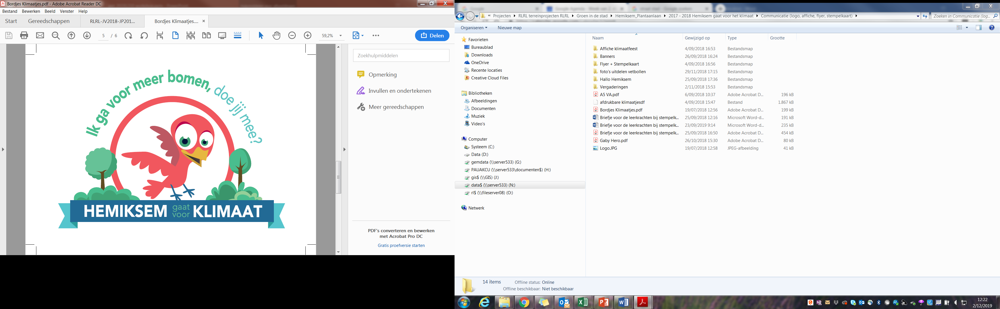 Bordjes Klimaatjes.pdf - Adobe Acrobat Reader DC
Bestand Bewerken Beeld Venster Help
Start Gereedschappen RLRL-JV2018-JP201... Bordjes Klimaatjes.... ×
5 / 6 59,2% Delen
Ik ga voor meer bomen, doe jij mee?
HEMIKSEM gaat voor KLIMAAT
Zoekhulpmiddelen
Opmerking
Invullen en ondertekenen
Meer gereedschappen
PDF's converteren en bewerken
met Acrobat Pro DC
Gratis proefversie starten
« Projecten RLRL terreinprojecten RLRL Groen in de stad Hemiksem_Plantaanlaan 2017 - 2018 Hemiksem gaat voor het klimaat Communicatie (logo, affiche, flyer, stempelkaart)
Zoeken in Communicatie (log...
Organiseren Nieuwe map
Favorieten
Bureaublad
Downloads
OneDrive
Recente locaties
Creative Cloud Files
Bibliotheken
Afbeeldingen
Documenten
Muziek
Video's
Computer
Systeem (C:)
Data (D:)
gemdata (\\server533) (G:)
PAUAKCU (\\server533\documenten$) (H:)
gis$ (\\GIS) (J:)
data$ (\\server533) (N:)
rl$ (\\fileserver08) (O:)
Netwerk
Naam Gewijzigd op Type Grootte
Affiche klimaatfeest 4/09/2018 16:53 Bestandsmap
Banners 26/09/2018 16:24 Bestandsmap
Flyer + Stempelkaart 4/09/2018 16:56 Bestandsmap
foto's uitdelen vetbollen 29/11/2018 17:15 Bestandsmap
Hallo Hemiksem 25/09/2018 17:36 Bestandsmap
Vergaderingen 2/11/2018 15:53 Bestandsmap
A5 VA.pdf 6/09/2018 10:37 Adobe Acrobat D... 196 kB
afdrukbare klimaatjesdf 4/09/2018 15:47 Bestand 1.867 kB
Bordjes Klimaatjes.pdf 19/07/2018 12:56 Adobe Acrobat D... 199 kB
Briefje voor de leerkrachten bij stempelk... 25/09/2018 12:16 Microsoft Word-d... 191 kB
Briefje voor de leerkrachten bij stempelk... 23/09/2019 9:14 Microsoft Word-d... 235 kB
Briefje voor de leerkrachten bij stempelk... 25/09/2018 16:50 Adobe Acrobat D... 454 kB
Gaby Hero.pdf 26/10/2018 15:30 Adobe Acrobat D... 80 kB
Logo.JPG 19/07/2018 12:58 JPEG-afbeelding 41 kB
14 items Offline status: Online
Offline beschikbaar: Niet beschikbaar
12:22
2/12/2019